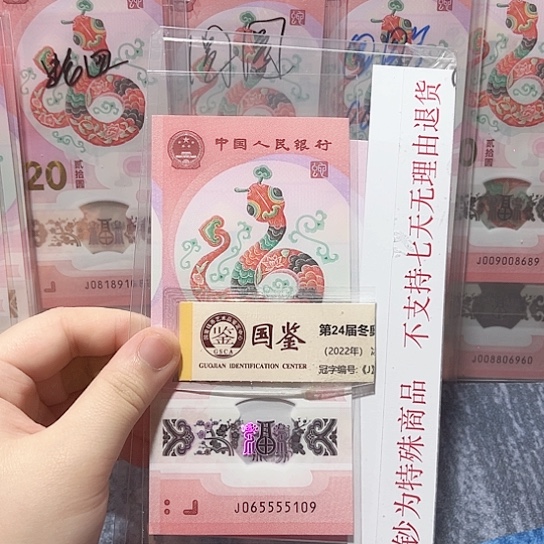 中国人民银行
国鉴
GSCA
GUOJIAN IDENTIFICATION CENTER
第24届冬
(2022年)
冠字编号:《J》
J065555109
钞为特殊商品 不支持七天无理由退货
20
贰拾圆
J081891
J009008689
J008806960